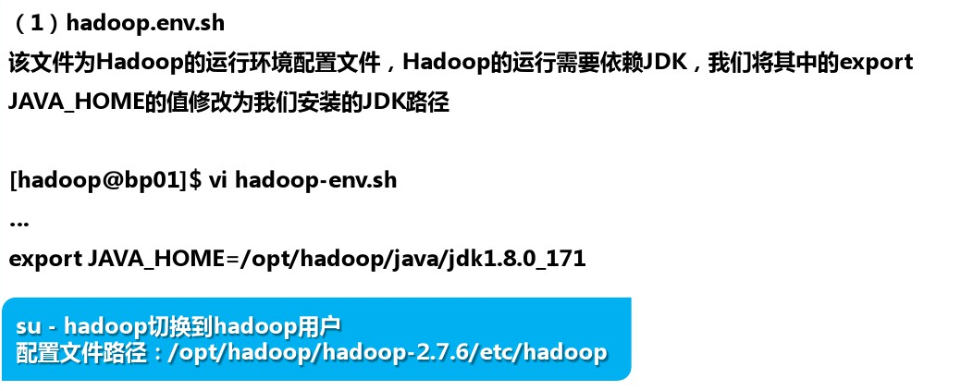 （1）hadoop.env.sh
该文件为Hadoop的运行环境配置文件，Hadoop的运行需要依赖JDK，我们将其中的export
JAVA_HOME的值修改为我们安装的JDK路径
[hadoop@bp01]$ vi hadoop-env.sh
...
export JAVA_HOME=/opt/hadoop/java/jdk1.8.0_171
su - hadoop切换到hadoop用户
配置文件路径：/opt/hadoop/hadoop-2.7.6/etc/hadoop